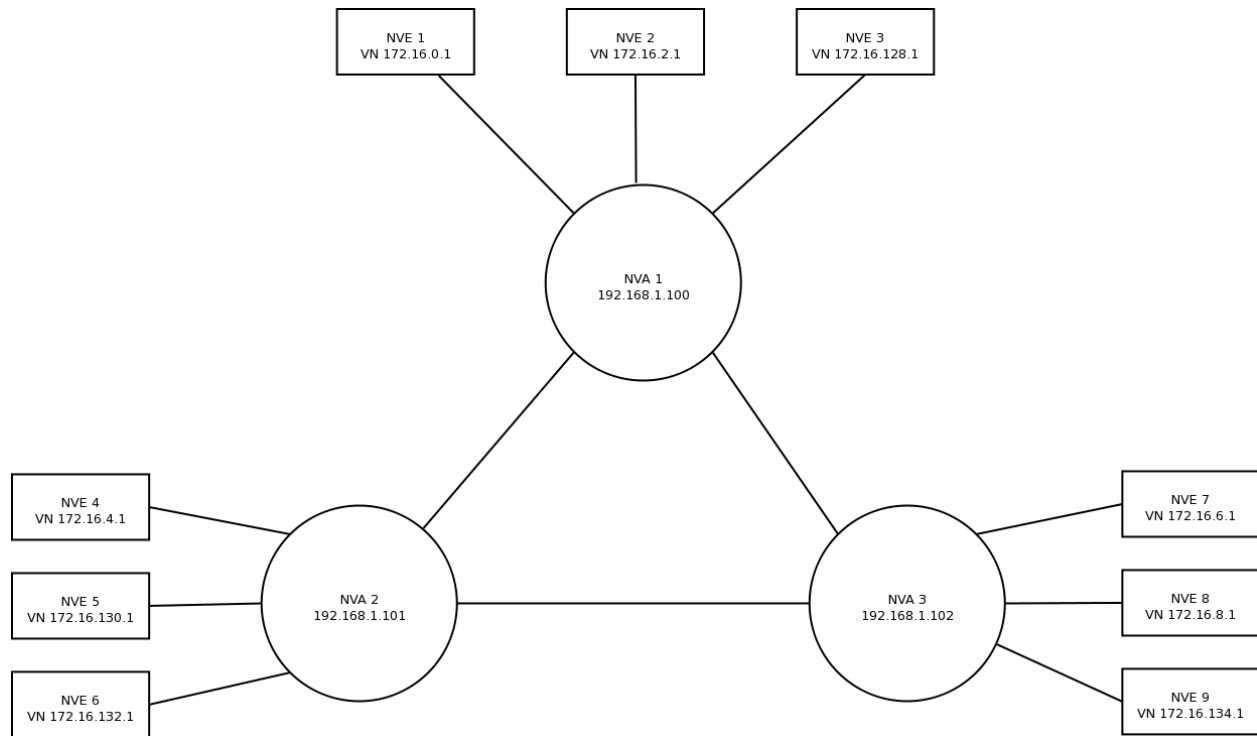 NVE 1
VN 172.16.0.1
NVE 2
VN 172.16.2.1
NVE 3
VN 172.16.128.1
NVA 1
192.168.1.100
NVE 4
VN 172.16.4.1
NVE 5
VN 172.16.130.1
NVE 6
VN 172.16.132.1
NVA 2
192.168.1.101
NVA 3
192.168.1.102
NVE 7
VN 172.16.6.1
NVE 8
VN 172.16.8.1
NVE 9
VN 172.16.134.1